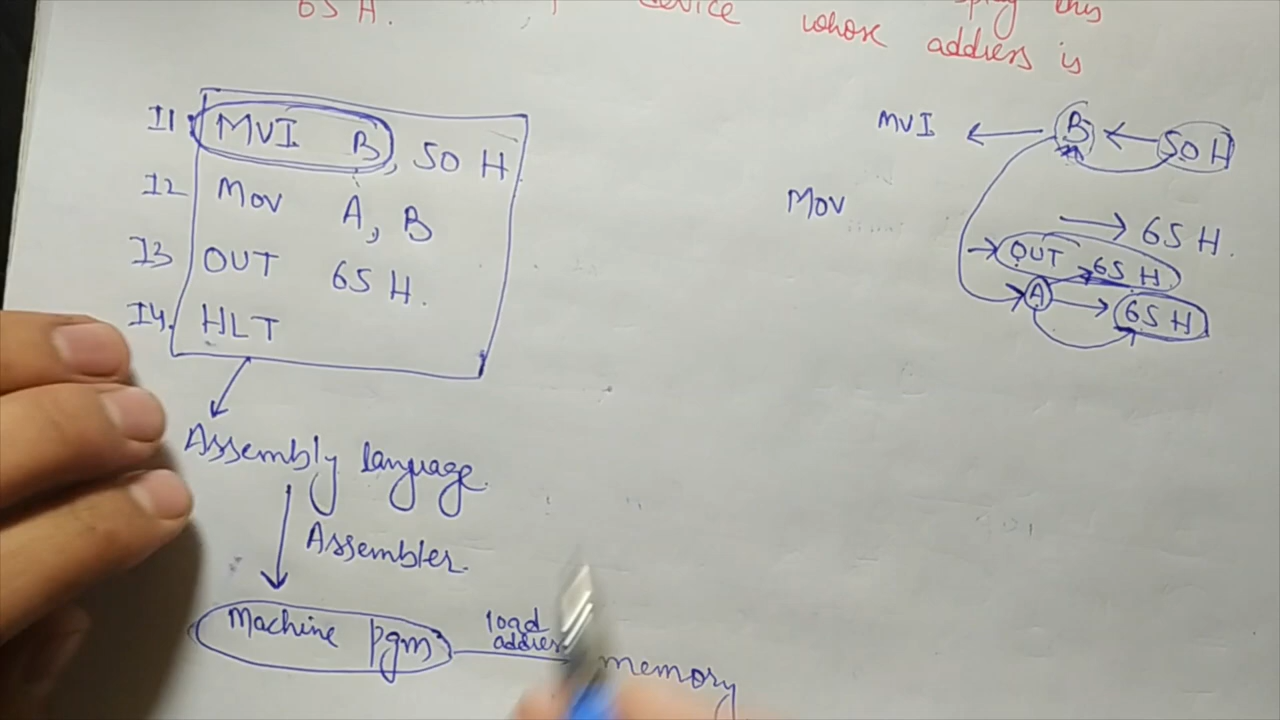 this
65 H. device whose address is
I1 MVI B, 50 H
I2 Mov A, B
I3 OUT 65 H.
I4. HLT
MVI B 50 H
Mov
65 H.
OUT 65 H
A 65 H
Assembly language
Assembler.
Machine pgm load address memory